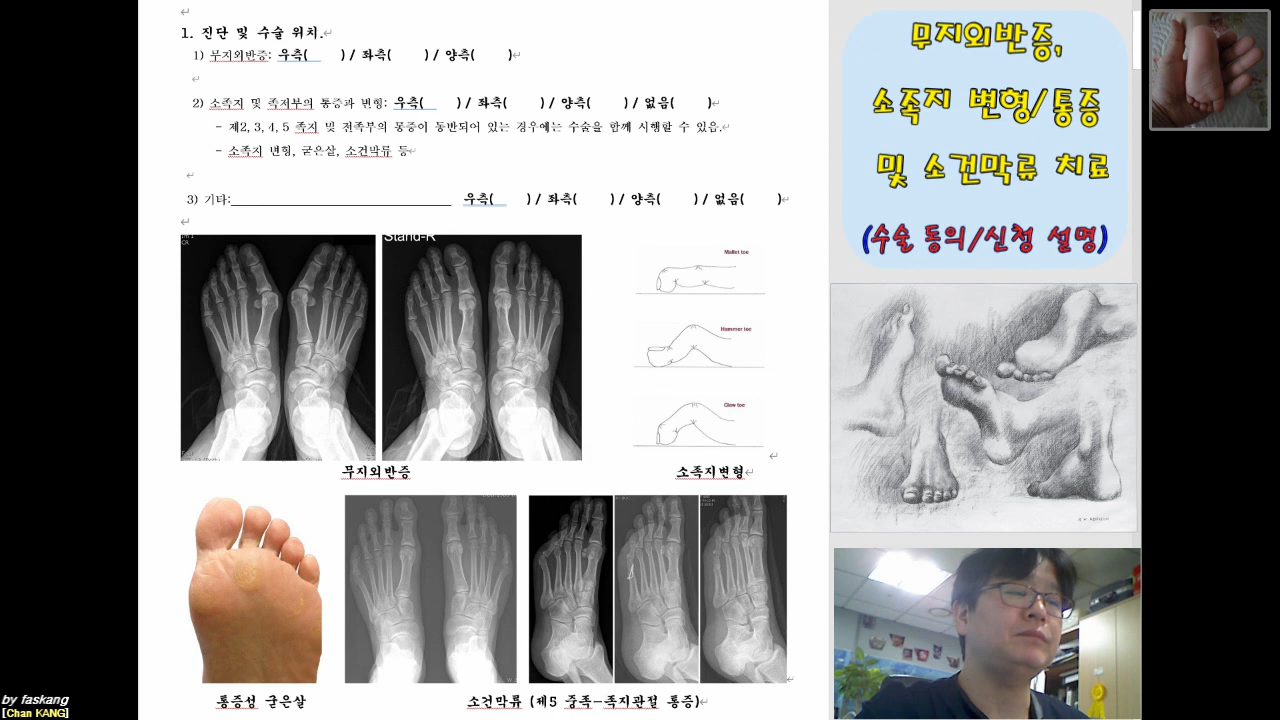 1. 진단 및 수술 위치.
1) 무지외반증: 우측( ) / 좌측( ) / 양측( )
2) 소족지 및 족저부의 통증과 변형: 우측( ) / 좌측( ) / 양측( ) / 없음( )
- 제2, 3, 4, 5 족지 및 전족부의 통증이 동반되어 있는 경우에는 수술을 함께 시행할 수 있음.
- 소족지 변형, 굳은살, 소건막류 등
3) 기타: 우측( ) / 좌측( ) / 양측( ) / 없음( )
CR
Stand-R
Mallet toe
Hammer toe
Claw toe
무지외반증
소족지변형
통증성 굳은살
소건막류 (제5 중족-족지관절 통증)
무지외반증,
소족지 변형/통증
및 소건막류 치료
(수술 동의/신청 설명)
by faskang
[Chan KANG]